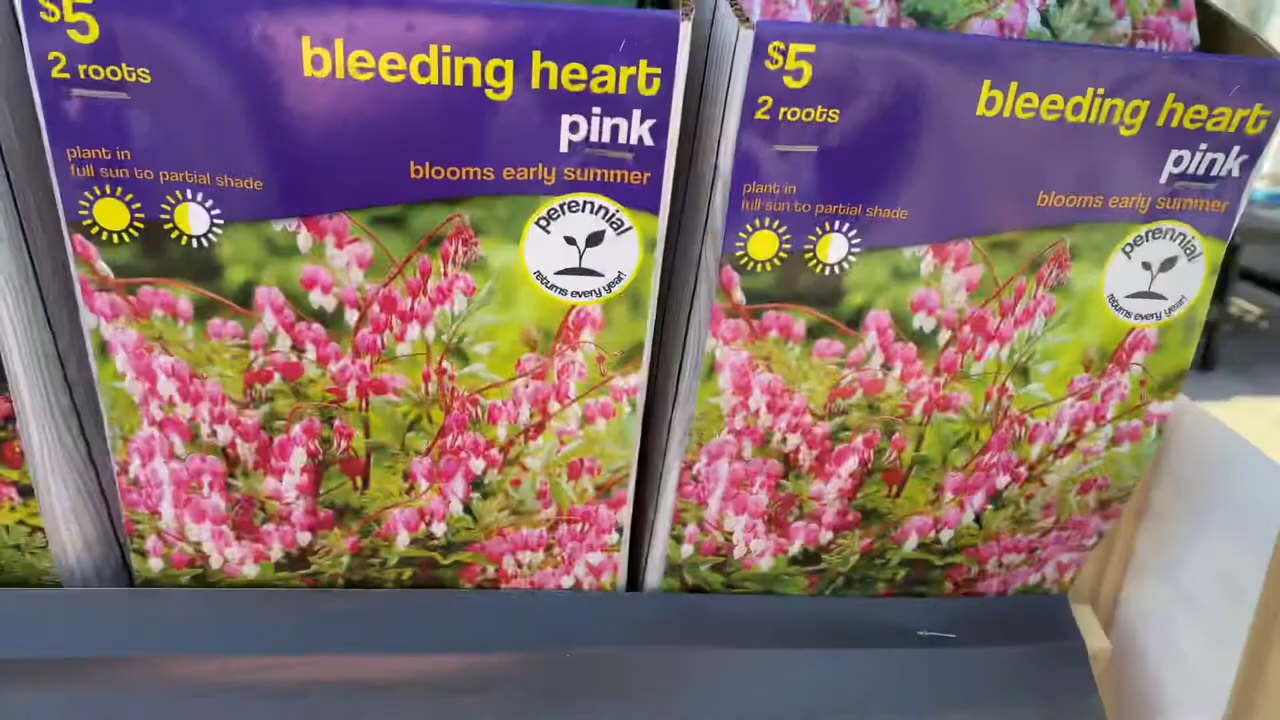 $5
2 roots
bleeding heart
pink
plant in
full sun to partial shade
blooms early summer
perennial
returns every year!
$5
2 roots
bleeding heart
pink
plant in
full sun to partial shade
blooms early summer
perennial
returns every year!